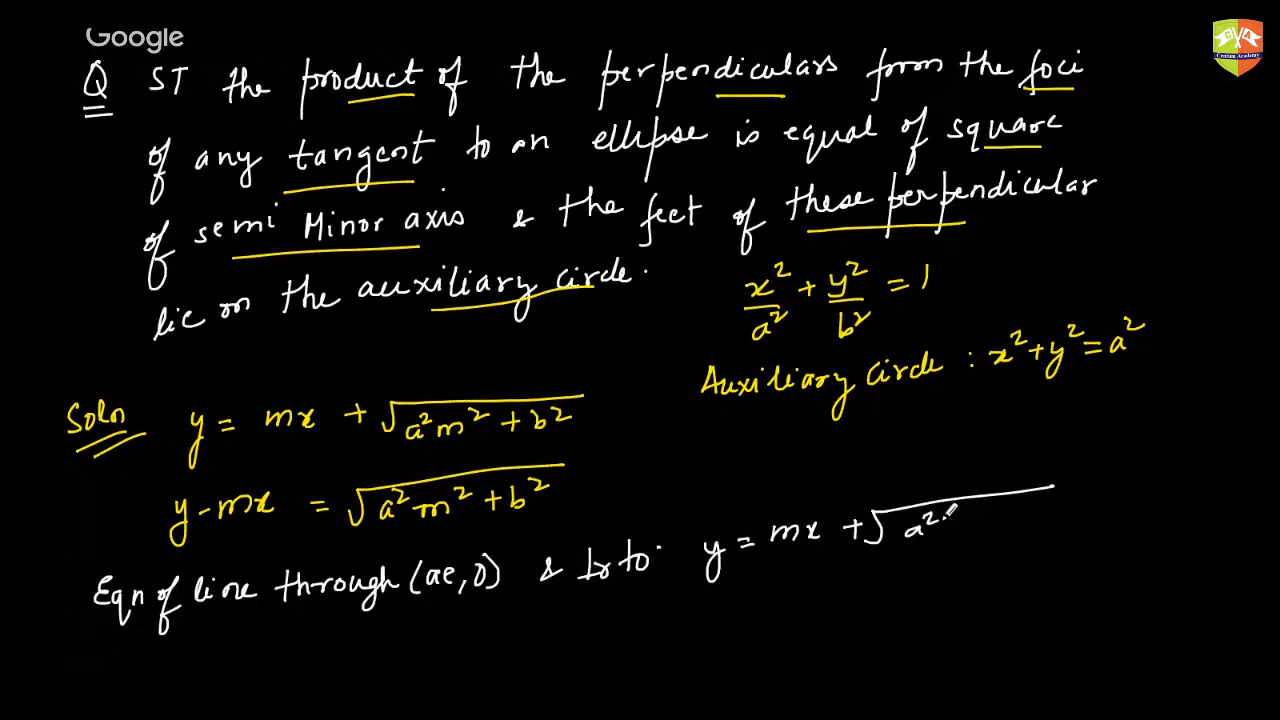 Google
Q ST the product of the perpendiculars from the foci
of any tangent to an ellipse is equal of square
of semi Minor axis & the feet of these perpendicular
lie on the auxiliary circle.
x²/a² + y²/b² = 1
Auxiliary Circle : x² + y² = a²
Soln y = mx + √(a²m² + b²)
y - mx = √(a²m² + b²)
Eqn of line through (ae, 0) & ⊥r to y = mx + √(a²